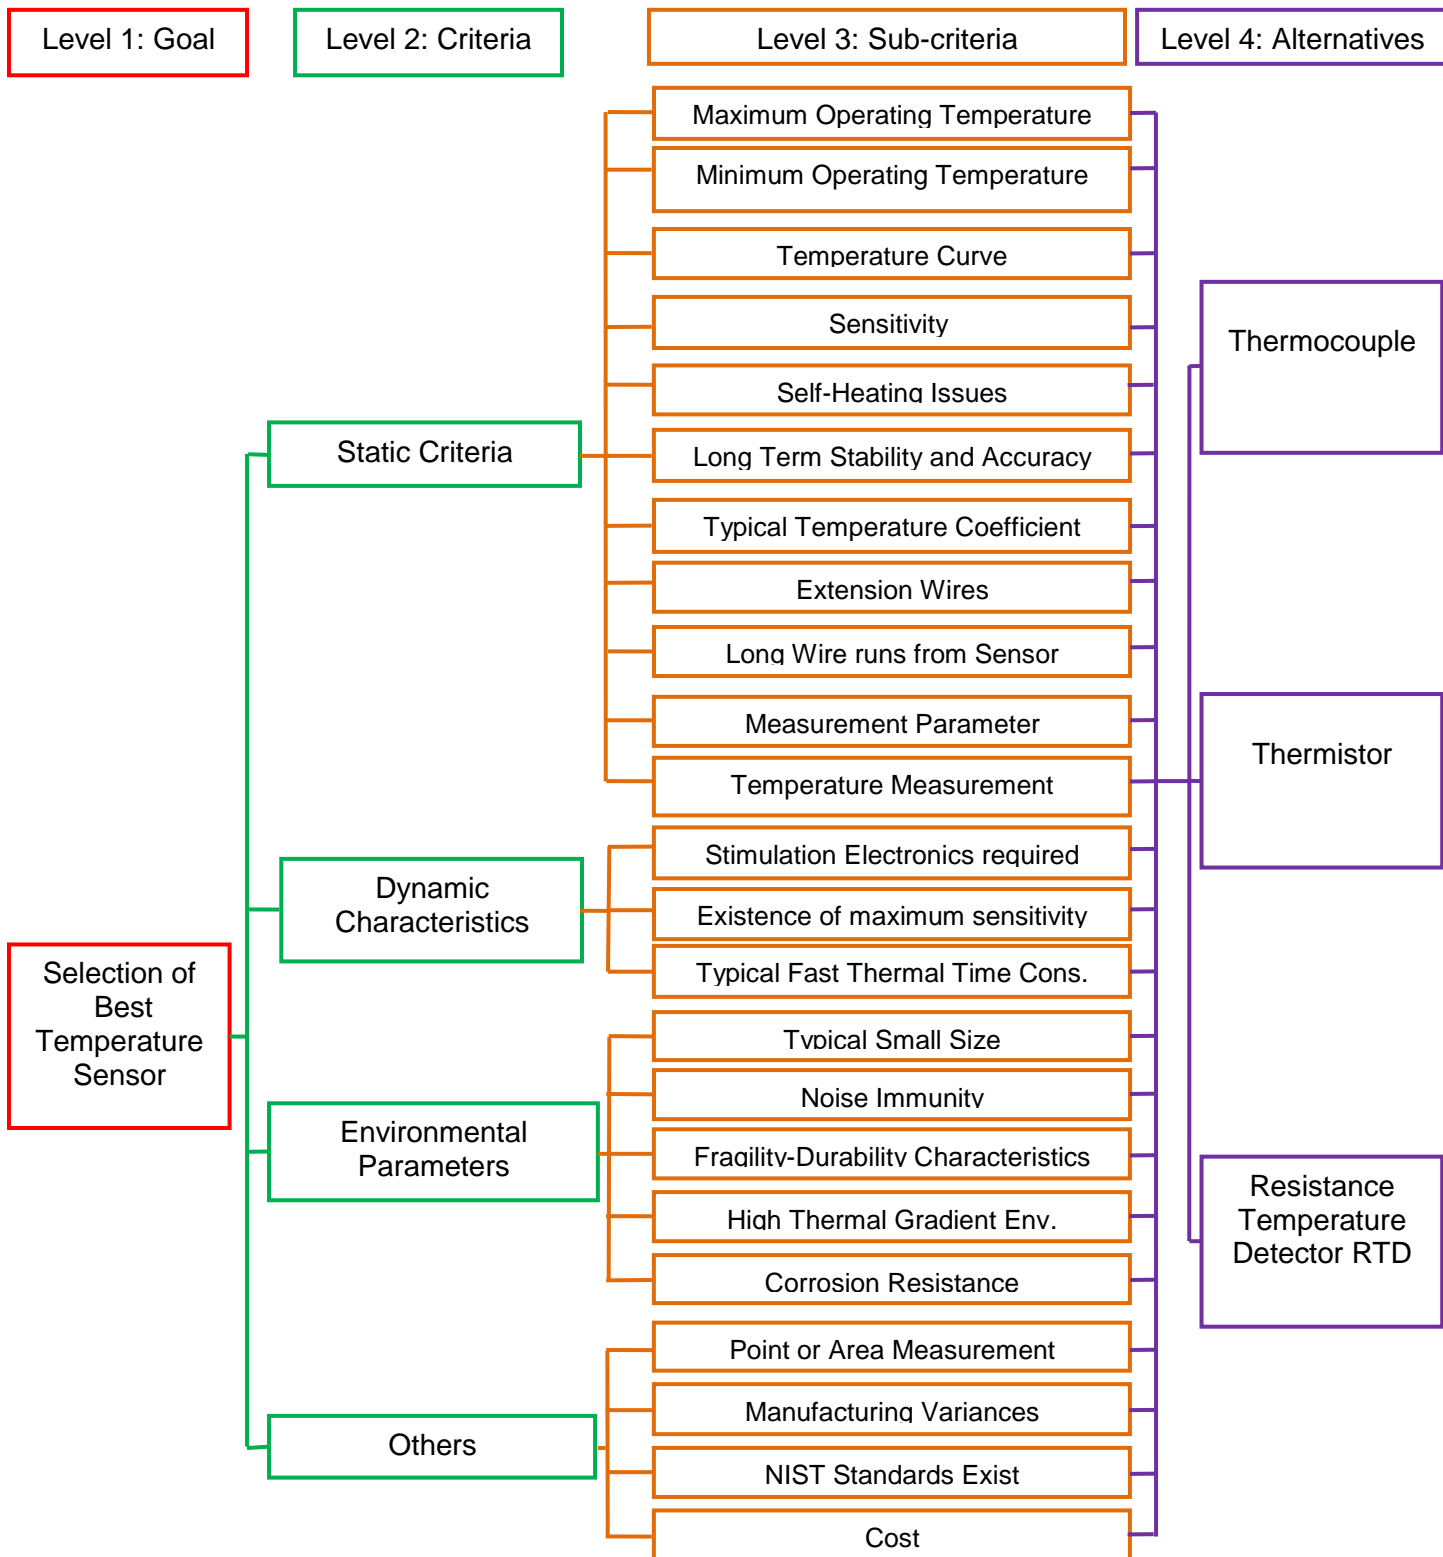 Level 1: Goal
Level 2: Criteria
Level 3: Sub-criteria
Level 4: Alternatives
Selection of
Best
Temperature
Sensor
Static Criteria
Dynamic
Characteristics
Environmental
Parameters
Others
Maximum Operating Temperature
Minimum Operating Temperature
Temperature Curve
Sensitivity
Self-Heating Issues
Long Term Stability and Accuracy
Typical Temperature Coefficient
Extension Wires
Long Wire runs from Sensor
Measurement Parameter
Temperature Measurement
Stimulation Electronics required
Existence of maximum sensitivity
Typical Fast Thermal Time Cons.
Typical Small Size
Noise Immunity
Fragility-Durability Characteristics
High Thermal Gradient Env.
Corrosion Resistance
Point or Area Measurement
Manufacturing Variances
NIST Standards Exist
Cost
Thermocouple
Thermistor
Resistance
Temperature
Detector RTD